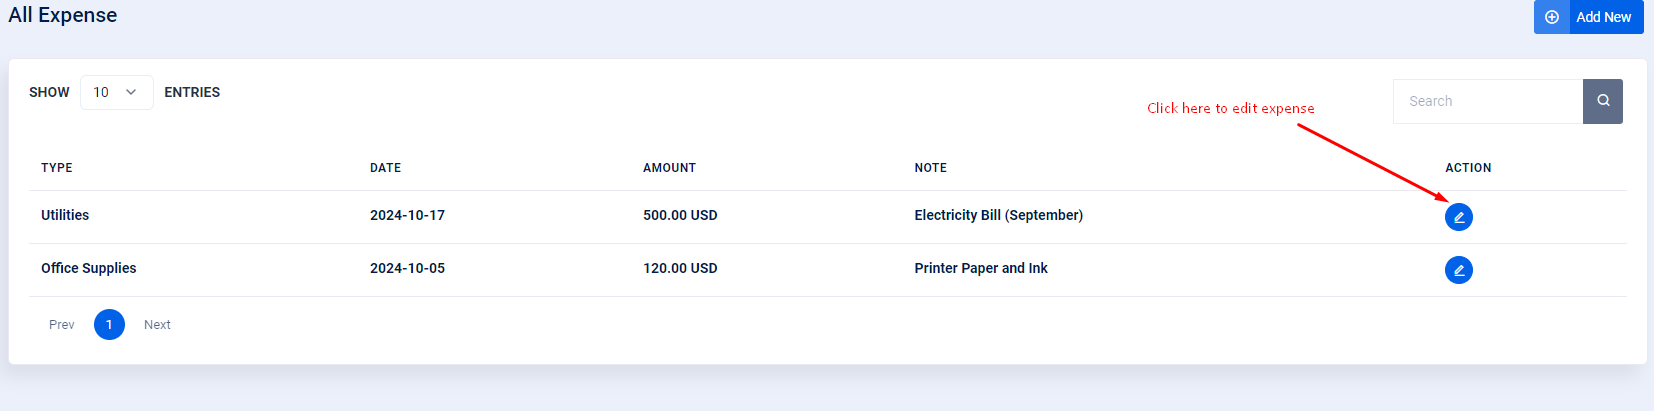 All Expense
Add New
SHOW 10 ENTRIES
Search
Click here to edit expense
TYPE DATE AMOUNT NOTE ACTION
Utilities 2024-10-17 500.00 USD Electricity Bill (September)
Office Supplies 2024-10-05 120.00 USD Printer Paper and Ink
Prev 1 Next